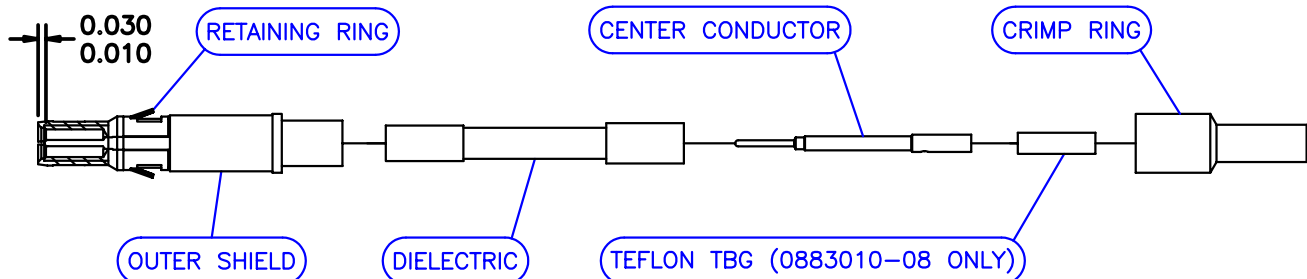 0.030
0.010
RETAINING RING
CENTER CONDUCTOR
CRIMP RING
OUTER SHIELD
DIELECTRIC
TEFLON TBG (0883010-08 ONLY)